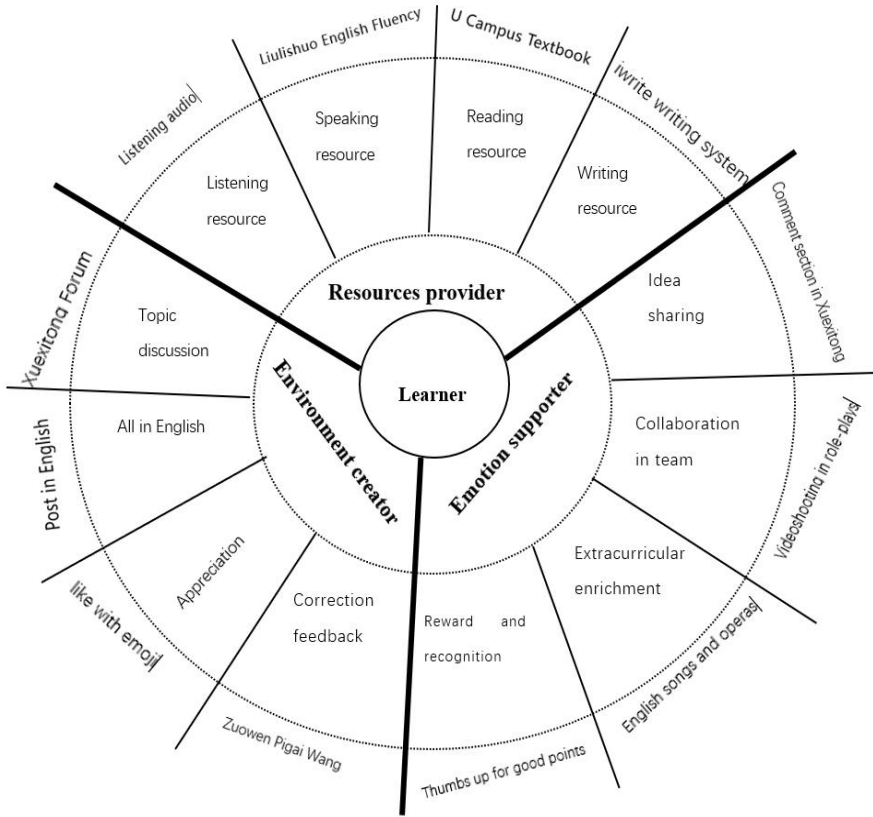 Liulishuo English Fluency
U Campus Textbook
iwrite writing system
Listening audio
Speaking
resource
Reading
resource
Listening
resource
Writing
resource
Comment section in Xuexitong
Resources provider
Idea
sharing
Xuexitong Forum
Topic
discussion
Learner
Environment creator
Emotion supporter
All in English
Collaboration
in team
Post in English
Videoshooting in role-plays
Appreciation
Extracurricular
enrichment
like with emoji
Correction
feedback
Reward and
recognition
English songs and operas
Zuowen Pigai Wang
Thumbs up for good points